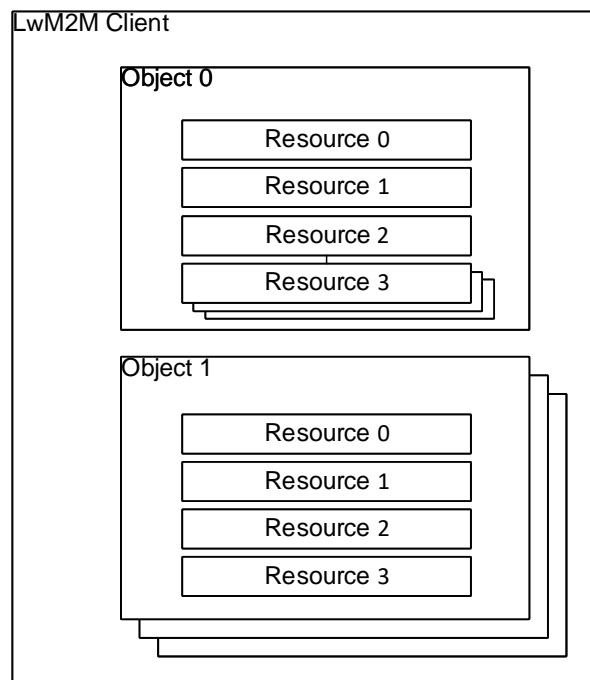 LwM2M Client
Object 0
Resource 0
Resource 1
Resource 2
Resource 3
Object 1
Resource 0
Resource 1
Resource 2
Resource 3